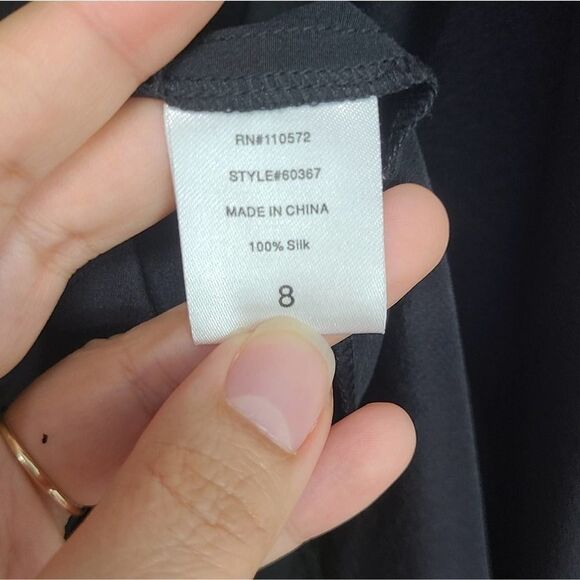 RN#110572
STYLE#60367
MADE IN CHINA
100% Silk
8